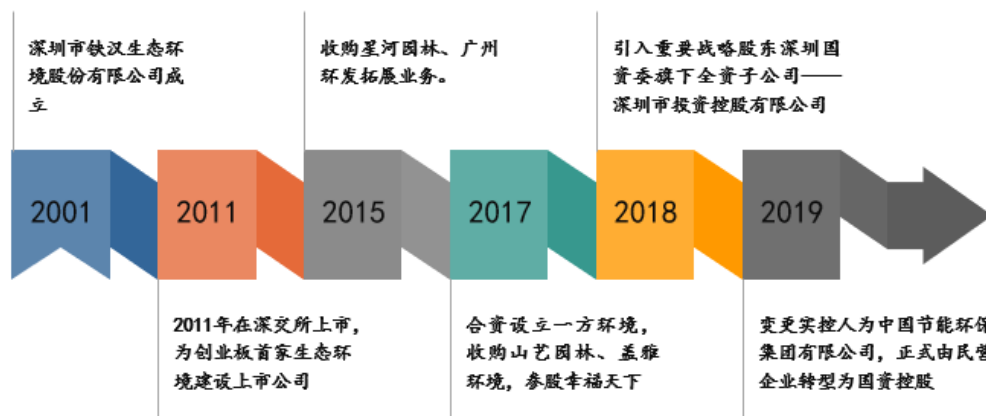 深圳市铁汉生态环
境股份有限公司成
立
收购星河园林、广州
环发拓展业务。
引入重要战略股东深圳国
资委旗下全资子公司——
深圳市投资控股有限公司
2001
2011
2015
2017
2018
2019
2011年在深交所上市，
为创业板首家生态环
境建设上市公司
合资设立一方环境，
收购山艺园林、盖雅
环境，参股幸福天下
变更实控人为中国节能环保
集团有限公司，正式由民营
企业转型为国资控股